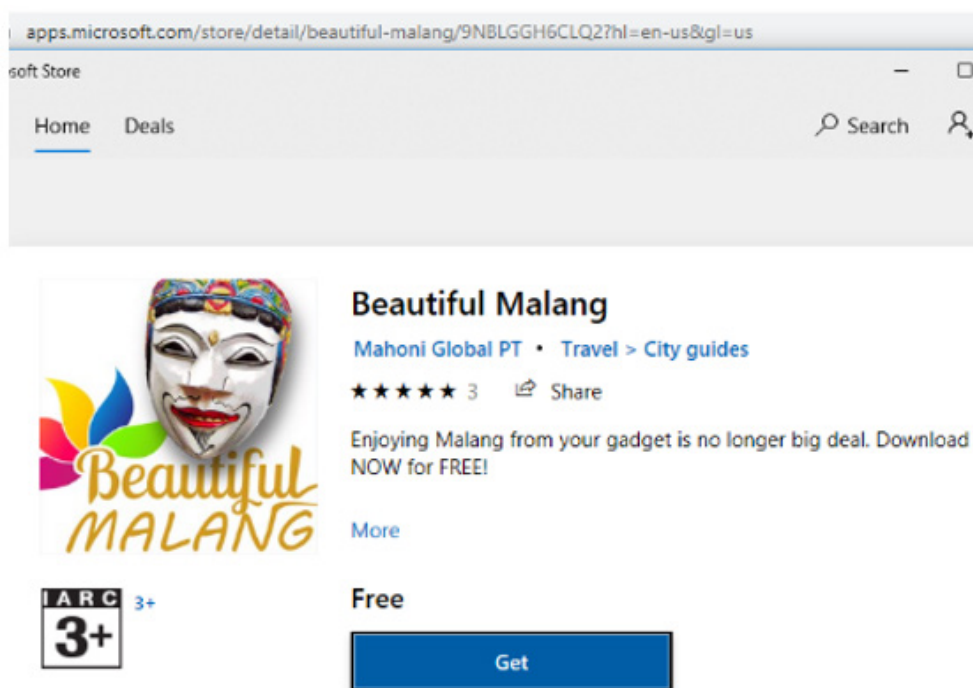 apps.microsoft.com/store/detail/beautiful-malang/9NBLGGH6CLQ2?hl=en-us&gl=us
soft Store
Home Deals Search
Beautiful Malang
Mahoni Global PT • Travel > City guides
★★★★★ 3 Share
Enjoying Malang from your gadget is no longer big deal. Download
NOW for FREE!
More
Beautiful
MALANG
IARC
3+
3+
Free
Get